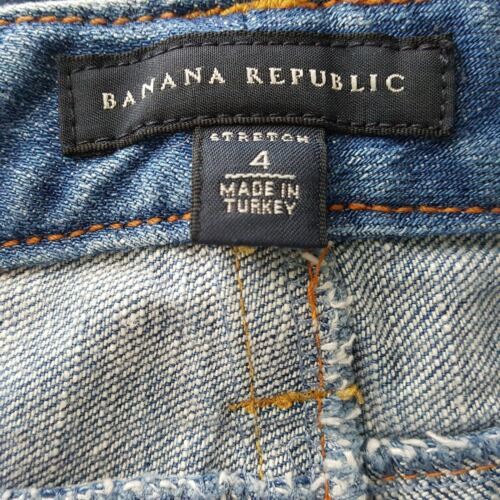 BANANA REPUBLIC
STRETCH
4
MADE IN
TURKEY